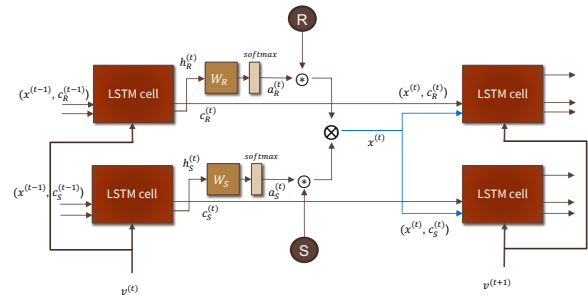 R
softmax
h_R^{(t)}
W_R
a_R^{(t)}
(x^{(t-1)}, c_R^{(t-1)})
LSTM cell
c_R^{(t)}
(x^{(t)}, c_R^{(t)})
LSTM cell
x^{(t)}
softmax
h_S^{(t)}
W_S
a_S^{(t)}
(x^{(t-1)}, c_S^{(t-1)})
LSTM cell
c_S^{(t)}
LSTM cell
(x^{(t)}, c_S^{(t)})
S
v^{(t)}
v^{(t+1)}